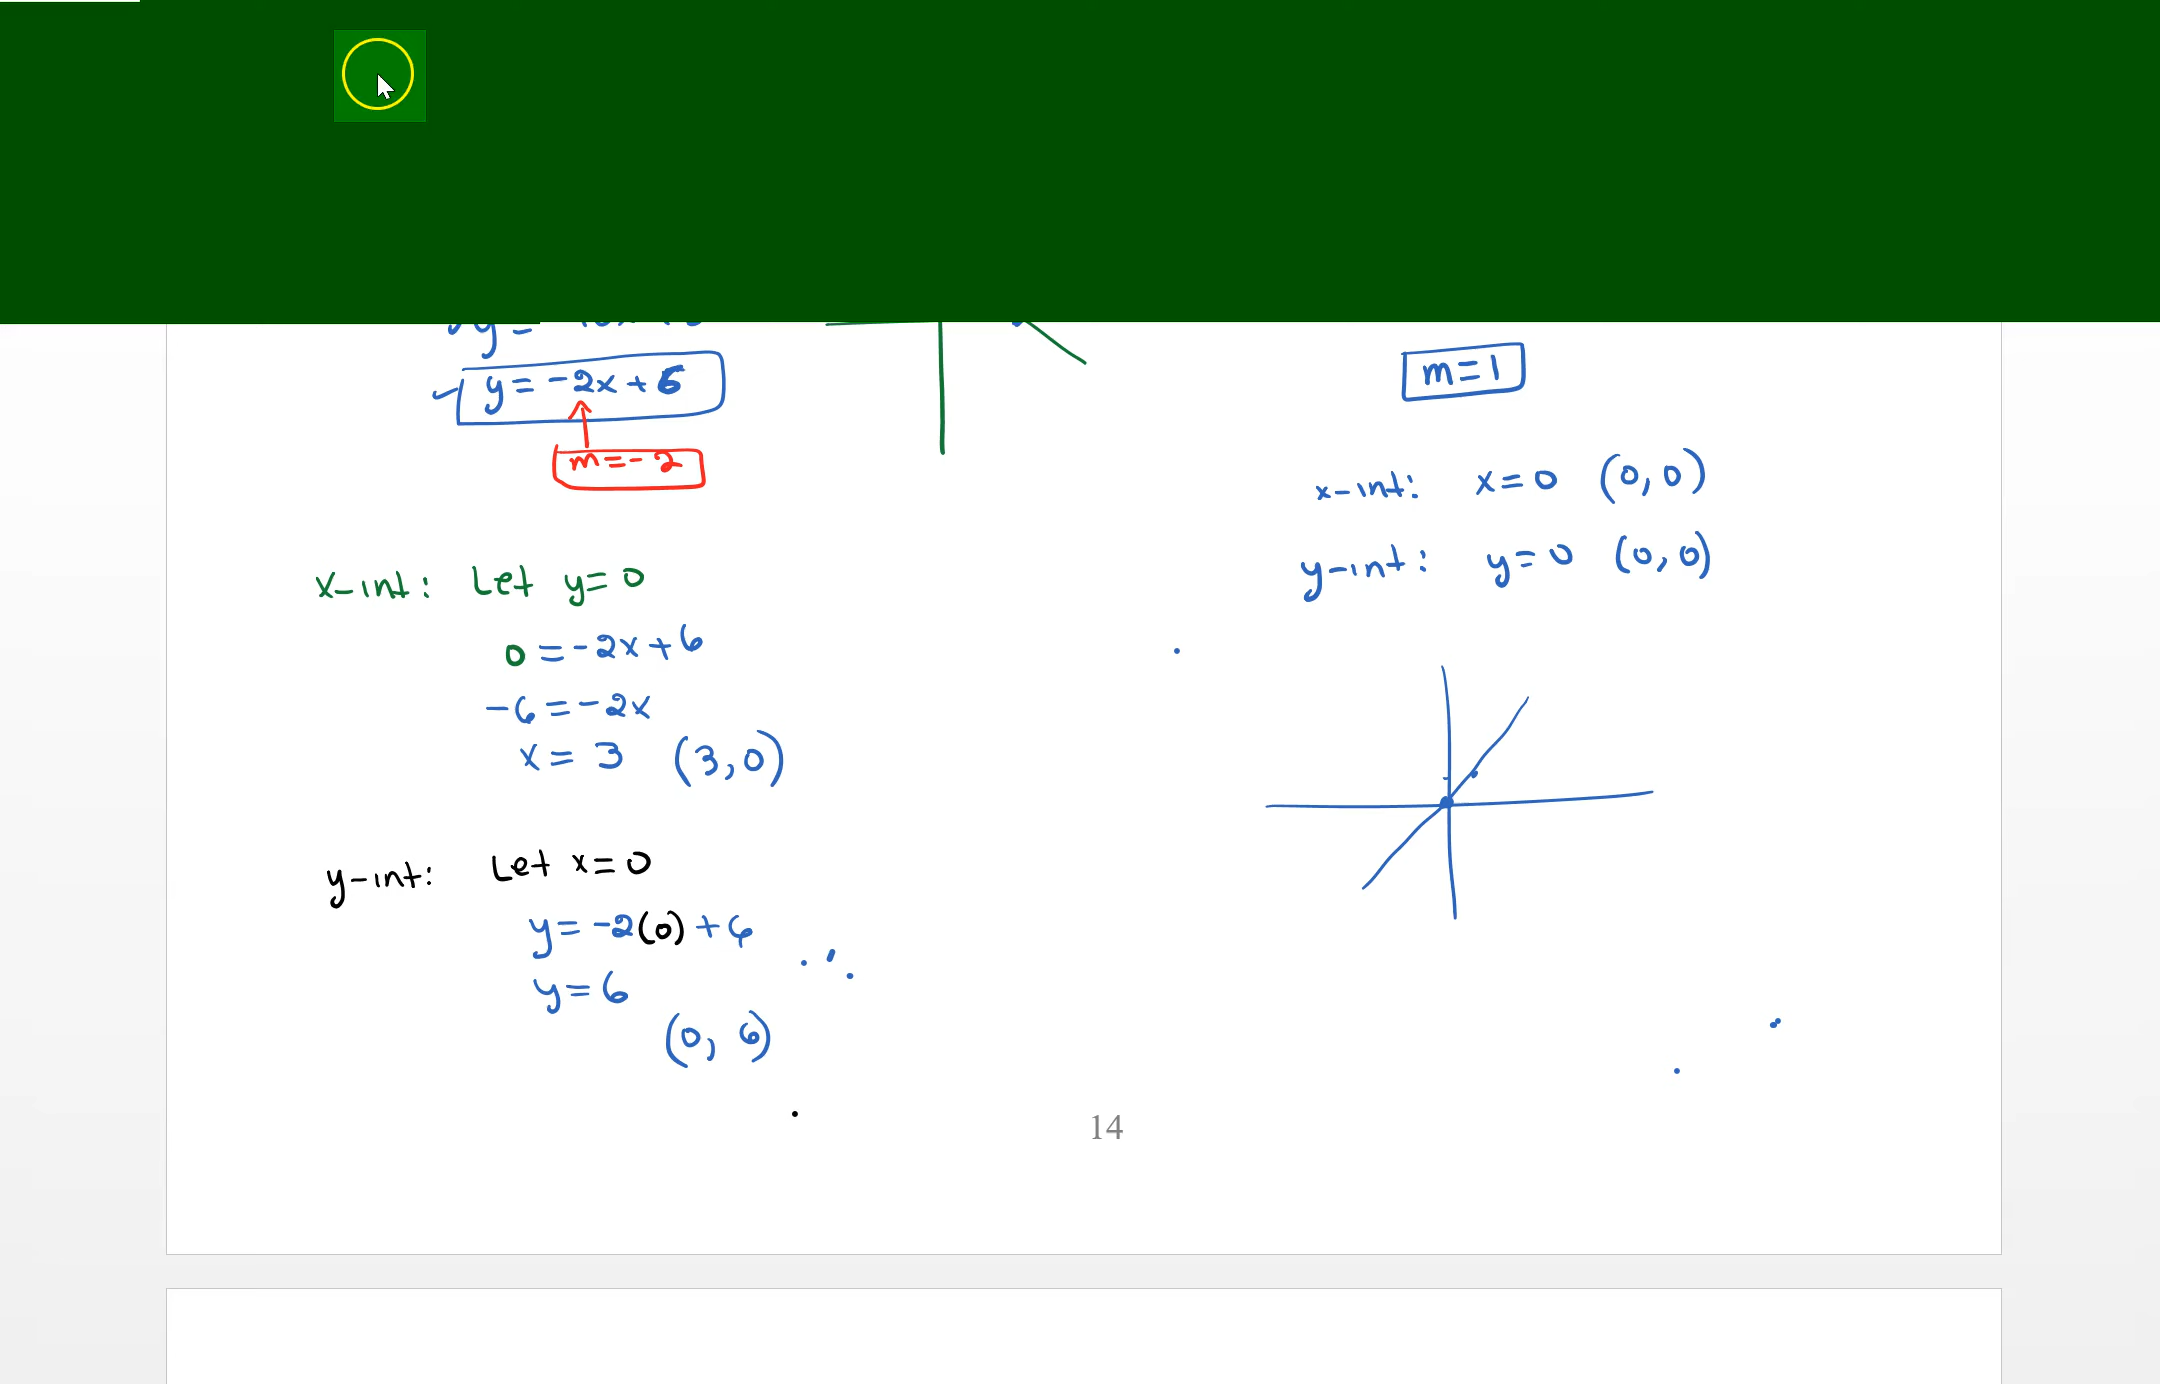 y = -2x + 6
m = -2
x-int: Let y = 0
0 = -2x + 6
-6 = -2x
x = 3 (3, 0)
y-int: Let x = 0
y = -2(0) + 6
y = 6
(0, 6)
m = 1
x-int: x = 0 (0, 0)
y-int: y = 0 (0, 0)
14